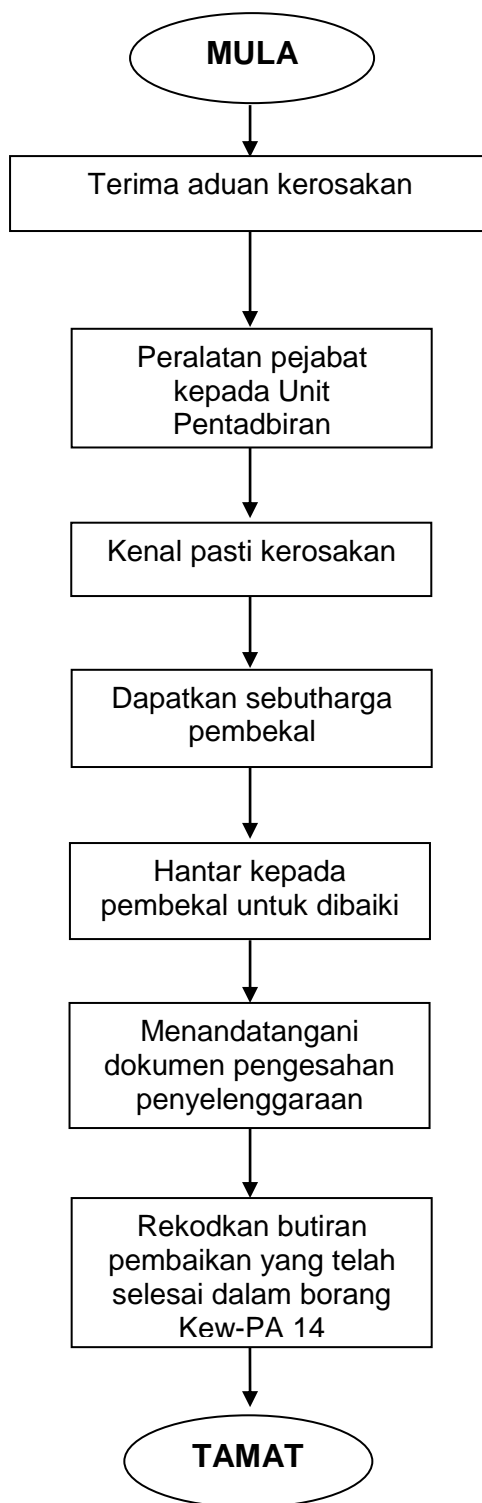 MULA
Terima aduan kerosakan
Peralatan pejabat
kepada Unit
Pentadbiran
Kenal pasti kerosakan
Dapatkan sebutharga
pembekal
Hantar kepada
pembekal untuk dibaiki
Menandatangani
dokumen pengesahan
penyelenggaraan
Rekodkan butiran
pembaikan yang telah
selesai dalam borang
Kew-PA 14
TAMAT